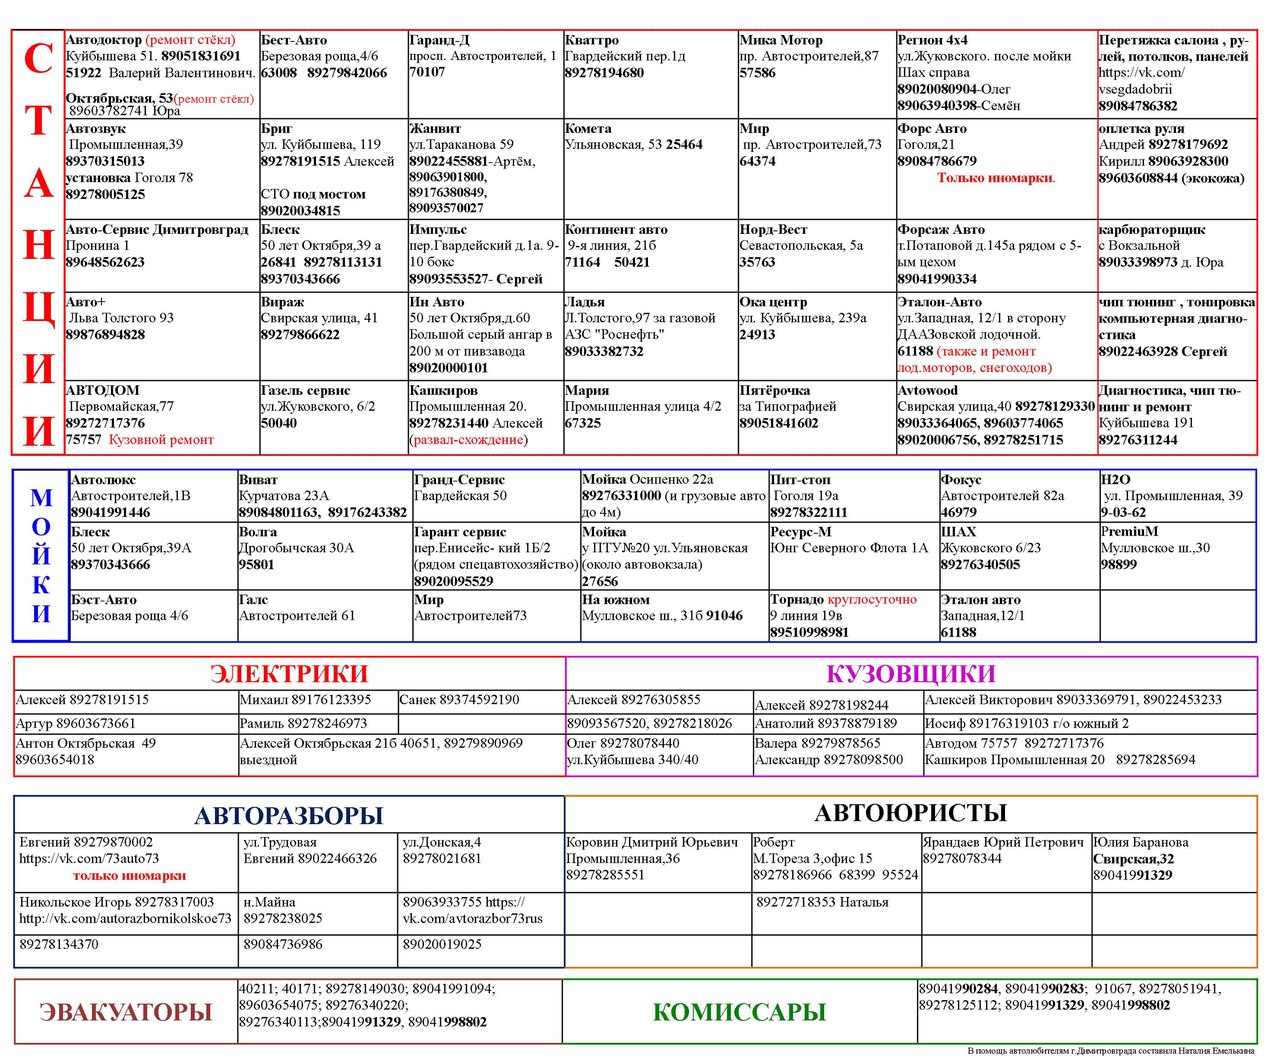 СТАНЦИИ
Автодоктор (ремонт стёкл)
Куйбышева 51. 89051831691
51922 Валерий Валентинович.
Октябрьская, 53(ремонт стёкл)
89603782741 Юра
Бест-Авто
Березовая роща,4/6
63008 89279842066
Гаранд-Д
просп. Автостроителей, 1
70107
Кваттро
Гвардейский пер.1д
89278194680
Мика Мотор
пр. Автостроителей,87
57586
Регион 4х4
ул.Жуковского. после мойки
Шах справа
89020080904-Олег
89063940398-Семён
Перетяжка салона , ру-
лей, потолков, панелей
https://vk.com/
vsegdadobrii
89084786382
Автозвук
Промышленная,39
89370315013
установка Гоголя 78
89278005125
Бриг
ул. Куйбышева, 119
89278191515 Алексей
СТО под мостом
89020034815
Жанвит
ул.Тараканова 59
89022455881-Артём,
89063901800,
89176380849,
89093570027
Комета
Ульяновская, 53 25464
Мир
пр. Автостроителей,73
64374
Форс Авто
Гоголя,21
89084786679
Только иномарки.
оплетка руля
Андрей 89278179692
Кирилл 89063928300
89603608844 (экокожа)
Авто-Сервис Димитровград
Пронина 1
89648562623
Блеск
50 лет Октября,39 а
26841 89278113131
89370343666
Импульс
пер.Гвардейский д.1а. 9-
10 бокс
89093553527- Сергей
Континент авто
9-я линия, 21б
71164 50421
Норд-Вест
Севастопольская, 5а
35763
Форсаж Авто
т.Потаповой д.145а рядом с 5-
ым цехом
89041990334
карбюраторщик
с Вокзальной
89033398973 д. Юра
Авто+
Льва Толстого 93
89876894828
Вираж
Свирская улица, 41
89279866622
Ин Авто
50 лет Октября,д.60
Большой серый ангар в
200 м от пивзавода
89020000101
Ладья
Л.Толстого,97 за газовой
АЗС "Роснефть"
89033382732
Ока центр
ул. Куйбышева, 239а
24913
Эталон-Авто
ул.Западная, 12/1 в сторону
ДААЗовской лодочной.
61188 (также и ремонт
лод.моторов, снегоходов)
чип тюнинг , тонировка
компьютерная диагно-
стика
89022463928 Сергей
АВТОДОМ
Первомайская,77
89272717376
75757 Кузовной ремонт
Газель сервис
ул.Жуковского, 6/2
50040
Кашкиров
Промышленная 20.
89278231440 Алексей
(развал-схождение)
Мария
Промышленная улица 4/2
67325
Пятёрочка
за Типографией
89051841602
Avtowood
Свирская улица,40 89278129330
89033364065, 89603774065
89020006756, 89278251715
Диагностика, чип тю-
нинг и ремонт
Куйбышева 191
89276311244
МОЙКИ
Автолюкс
Автостроителей,1В
89041991446
Виват
Курчатова 23А
89084801163, 89176243382
Гранд-Сервис
Гвардейская 50
Мойка Осипенко 22а
89276331000 (и грузовые авто
до 4м)
Пит-стоп
Гоголя 19а
89278322111
Фокус
Автостроителей 82а
46979
Н2О
ул. Промышленная, 39
9-03-62
Блеск
50 лет Октября,39А
89370343666
Волга
Дрогобычская 30А
95801
Гарант сервис
пер.Енисейс- кий 1Б/2
(рядом спецавтохозяйство)
89020095529
Мойка
у ПТУ№20 ул.Ульяновская
(около автовокзала)
27656
Ресурс-М
Юнг Северного Флота 1А
ШАХ
Жуковского 6/23
89276340505
PremiuM
Мулловское ш.,30
98899
Бэст-Авто
Березовая роща 4/6
Галс
Автостроителей 61
Мир
Автостроителей73
На южном
Мулловское ш., 31б 91046
Торнадо круглосуточно
9 линия 19в
89510998981
Эталон авто
Западная,12/1
61188
ЭЛЕКТРИКИ
Алексей 89278191515
Михаил 89176123395
Санек 89374592190
Артур 89603673661
Рамиль 89278246973
Антон Октябрьская 49
89603654018
Алексей Октябрьская 21б 40651, 89279890969
выездной
КУЗОВЩИКИ
Алексей 89276305855
Алексей 89278198244
Алексей Викторович 89033369791, 89022453233
89093567520, 89278218026
Анатолий 89378879189
Иосиф 89176319103 г/о южный 2
Олег 89278078440
ул.Куйбышева 340/40
Валера 89279878565
Александр 89278098500
Автодом 75757 89272717376
Кашкиров Промышленная 20 89278285694
АВТОРАЗБОРЫ
Евгений 89279870002
https://vk.com/73auto73
только иномарки
ул.Трудовая
Евгений 89022466326
ул.Донская,4
89278021681
Никольское Игорь 89278317003
http://vk.com/autorazbornikolskoe73
н.Майна
89278238025
89063933755 https://
vk.com/avtorazbor73rus
89278134370
89084736986
89020019025
АВТОЮРИСТЫ
Коровин Дмитрий Юрьевич
Промышленная,36
89278285551
Роберт
М.Тореза 3,офис 15
89278186966 68399 95524
Ярандаев Юрий Петрович
89278078344
Юлия Баранова
Свирская,32
89041991329
89272718353 Наталья
ЭВАКУАТОРЫ
40211; 40171; 89278149030; 89041991094;
89603654075; 89276340220;
89276340113;89041991329, 89041998802
КОМИССАРЫ
89041990284, 89041990283; 91067, 89278051941,
89278125112; 89041991329, 89041998802
В помощь автолюбителям г.Димитровграда составила Наталия Емелькина